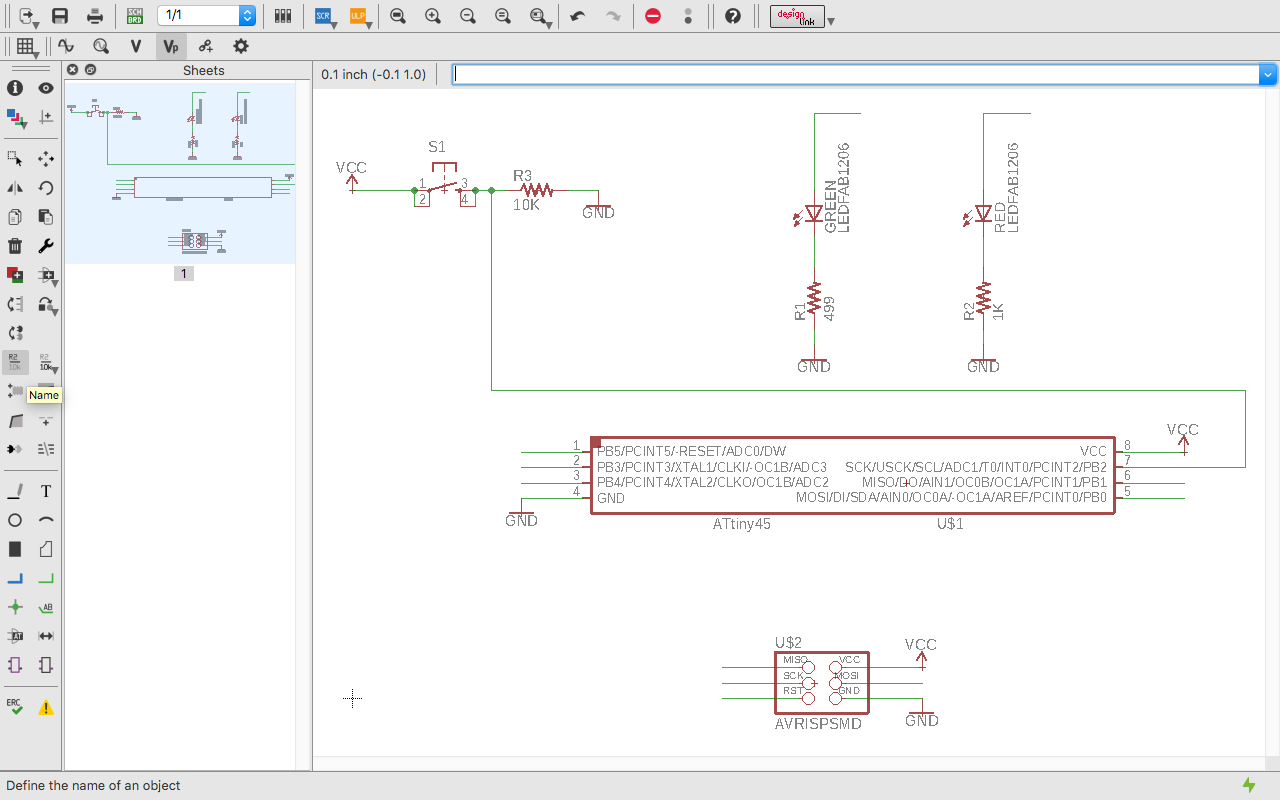 SCH
BRD
1/1
SCR
ULP
design
link
V
Vp
Sheets
0.1 inch (-0.1 1.0)
1
R2
10k
R2
10k
Name
T
AB
ERC
VCC
S1
1
2
3
4
R3
10K
GND
GREEN
LEDFAB1206
R1
499
GND
RED
LEDFAB1206
R2
1K
GND
1 PB5/PCINT5/-RESET/ADC0/DW VCC 8
VCC
2 PB3/PCINT3/XTAL1/CLKI/-OC1B/ADC3 SCK/USCK/SCL/ADC1/T0/INT0/PCINT2/PB2 7
3 PB4/PCINT4/XTAL2/CLKO/OC1B/ADC2 MISO/DO/AIN1/OC0B/OC1A/PCINT1/PB1 6
4 GND MOSI/DI/SDA/AIN0/OC0A/-OC1A/AREF/PCINT0/PB0 5
GND
ATtiny45 U$1
U$2
VCC
MISO VCC
SCK MOSI
RST GND
AVRISPSMD
GND
Define the name of an object